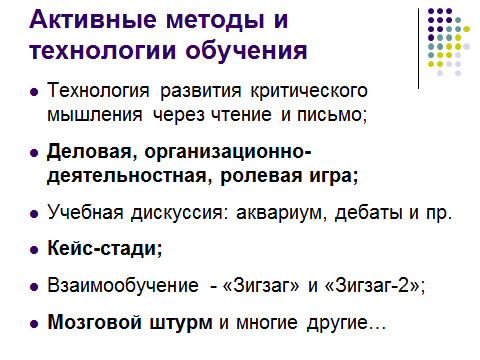 Активные методы и
технологии обучения
Технология развития критического
мышления через чтение и письмо;
Деловая, организационно-
деятельностная, ролевая игра;
Учебная дискуссия: аквариум, дебаты и пр.
Кейс-стади;
Взаимообучение - «Зигзаг» и «Зигзаг-2»;
Мозговой штурм и многие другие…